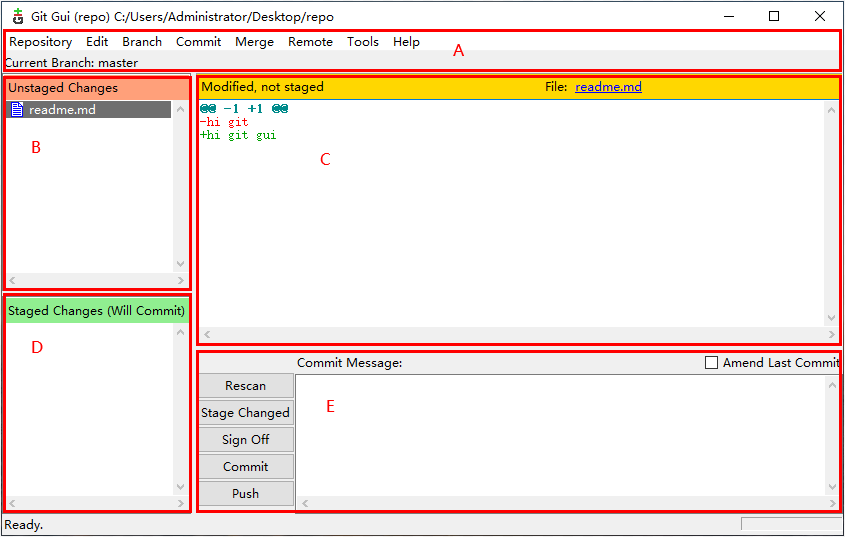 Git Gui (repo) C:/Users/Administrator/Desktop/repo
Repository Edit Branch Commit Merge Remote Tools Help
A
Current Branch: master
Unstaged Changes
readme.md
B
Modified, not staged File: readme.md
@@ -1 +1 @@
-hi git
+hi git gui
C
Staged Changes (Will Commit)
D
Commit Message: Amend Last Commit
Rescan
Stage Changed
Sign Off
Commit
Push
E
Ready.